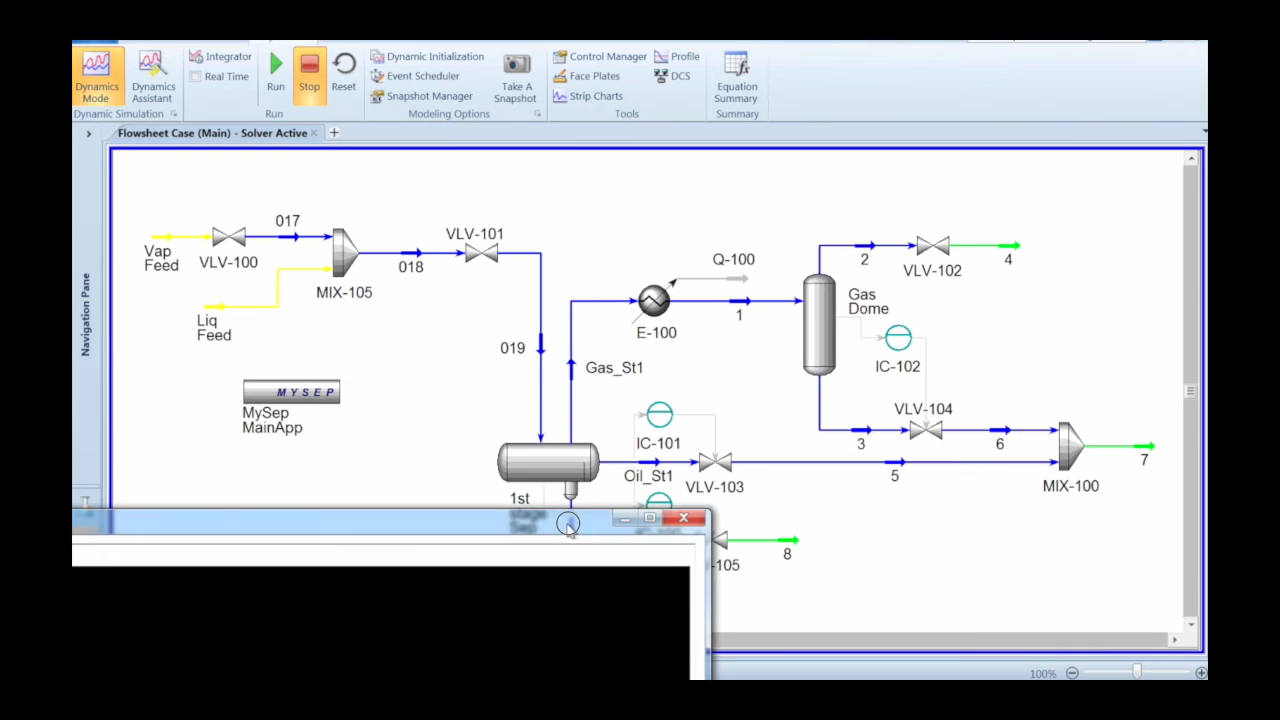 Integrator
Dynamic Initialization
Control Manager
Profile
Real Time
Event Scheduler
Face Plates
DCS
Dynamics Mode
Dynamics Assistant
Run
Stop
Reset
Snapshot Manager
Take A Snapshot
Strip Charts
Equation Summary
Dynamic Simulation
Run
Modeling Options
Tools
Summary
Flowsheet Case (Main) - Solver Active
Navigation Pane
017
VLV-101
Vap
Feed
VLV-100
018
MIX-105
Liq
Feed
Q-100
2
VLV-102
4
E-100
1
Gas
Dome
019
Gas_St1
IC-102
MYSEP
MySep
MainApp
VLV-104
IC-101
3
6
7
Oil_St1
VLV-103
5
MIX-100
1st
stage
Sep
-105
8
100%